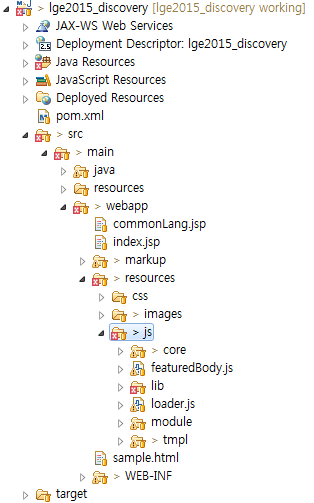 > lge2015_discovery [lge2015_discovery working]
JAX-WS Web Services
Deployment Descriptor: lge2015_discovery
Java Resources
JavaScript Resources
Deployed Resources
pom.xml
> src
> main
java
resources
> webapp
commonLang.jsp
index.jsp
> markup
> resources
css
> images
> js
> core
featuredBody.js
lib
loader.js
module
> tmpl
sample.html
> WEB-INF
target